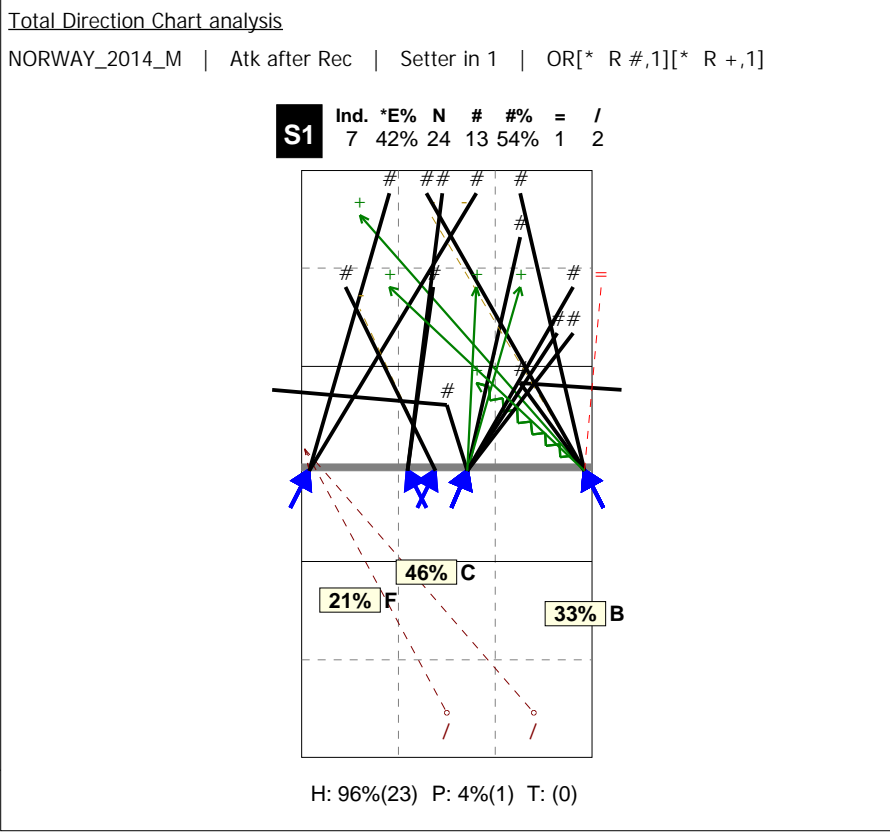 Total Direction Chart analysis
NORWAY_2014_M | Atk after Rec | Setter in 1 | OR[* R #,1][* R +,1]
S1
Ind. *E% N # #% = /
7 42% 24 13 54% 1 2
# # # # #
+ -
#
# + # + + # =
# #
+ #
#
46% C
21% F
33% B
/ /
H: 96%(23) P: 4%(1) T: (0)